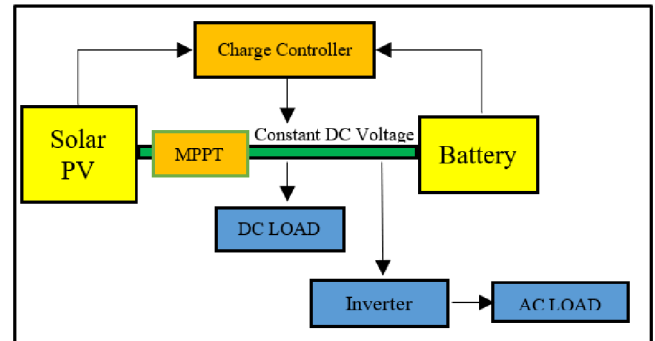 Charge Controller
Constant DC Voltage
Solar
PV
MPPT
Battery
DC LOAD
Inverter
AC LOAD